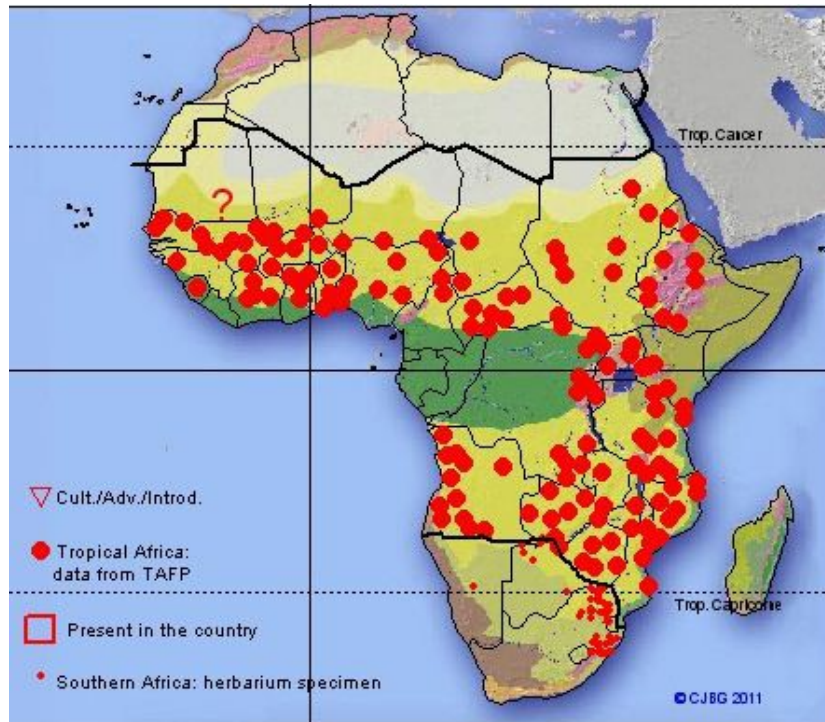 Trop. Cancer
?
Cult./Adv./Introd.
Tropical Africa:
data from TAFP
Trop. Capricorne
Present in the country
Southern Africa: herbarium specimen
© CJBG 2011